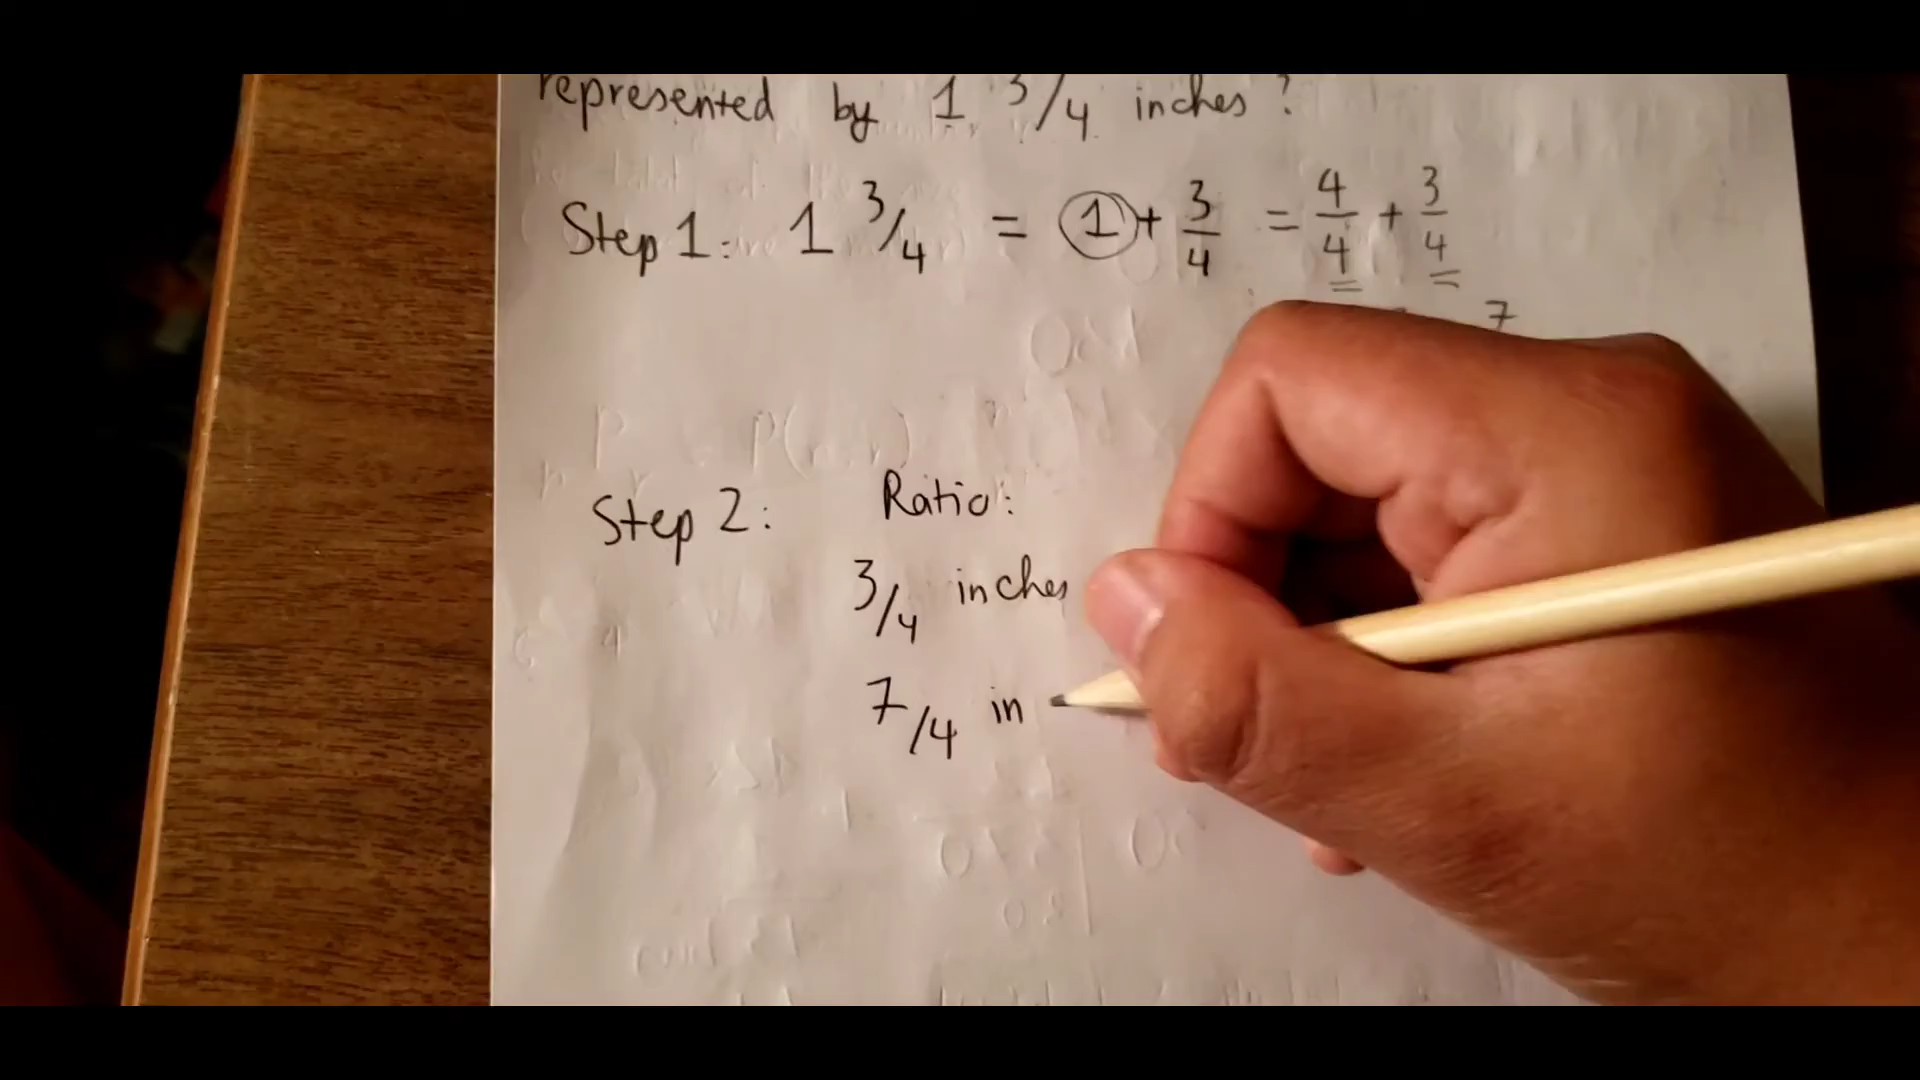 represented by 1 3/4 inches?
Step 1: 1 3/4 = 1 + 3/4 = 4/4 + 3/4
7
Step 2: Ratio:
3/4 inches
7/4 in